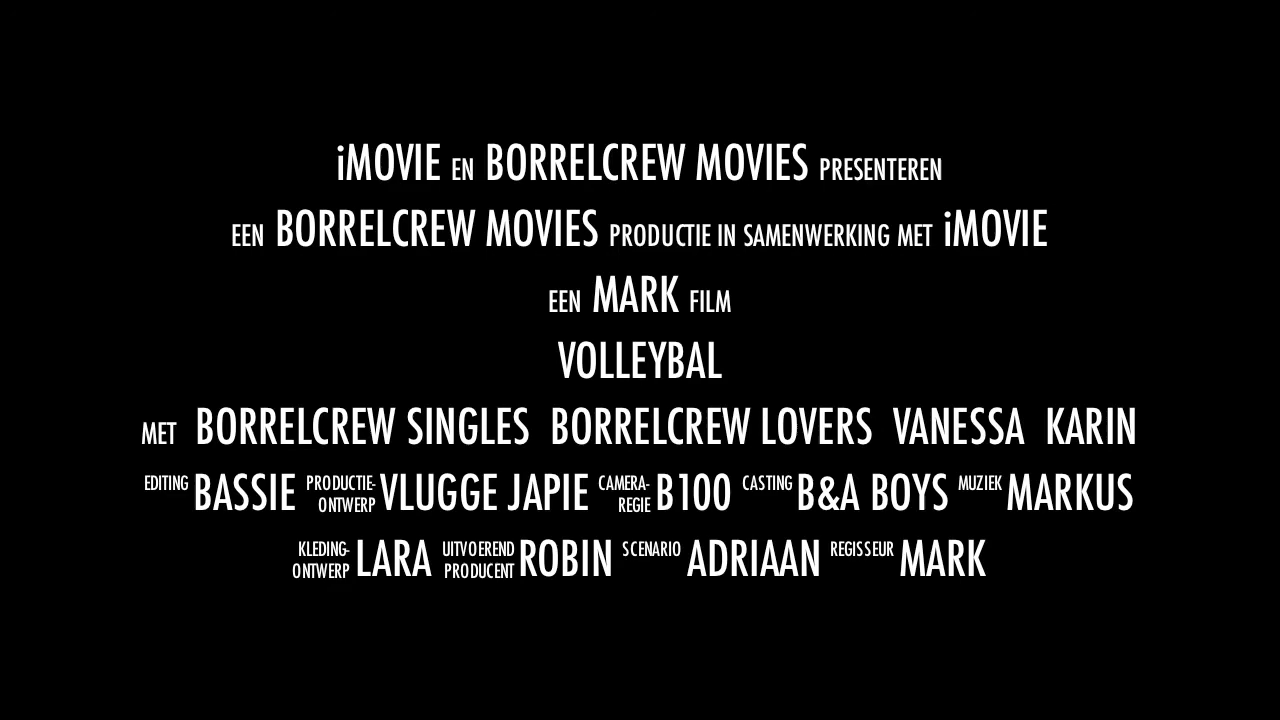 iMOVIE EN BORRELCREW MOVIES PRESENTEREN
EEN BORRELCREW MOVIES PRODUCTIE IN SAMENWERKING MET iMOVIE
EEN MARK FILM
VOLLEYBAL
MET BORRELCREW SINGLES BORRELCREW LOVERS VANESSA KARIN
EDITING BASSIE PRODUCTIE-ONTWERP VLUGGE JAPIE CAMERA-REGIE B100 CASTING B&A BOYS MUZIEK MARKUS
KLEDING-ONTWERP LARA UITVOEREND PRODUCENT ROBIN SCENARIO ADRIAAN REGISSEUR MARK